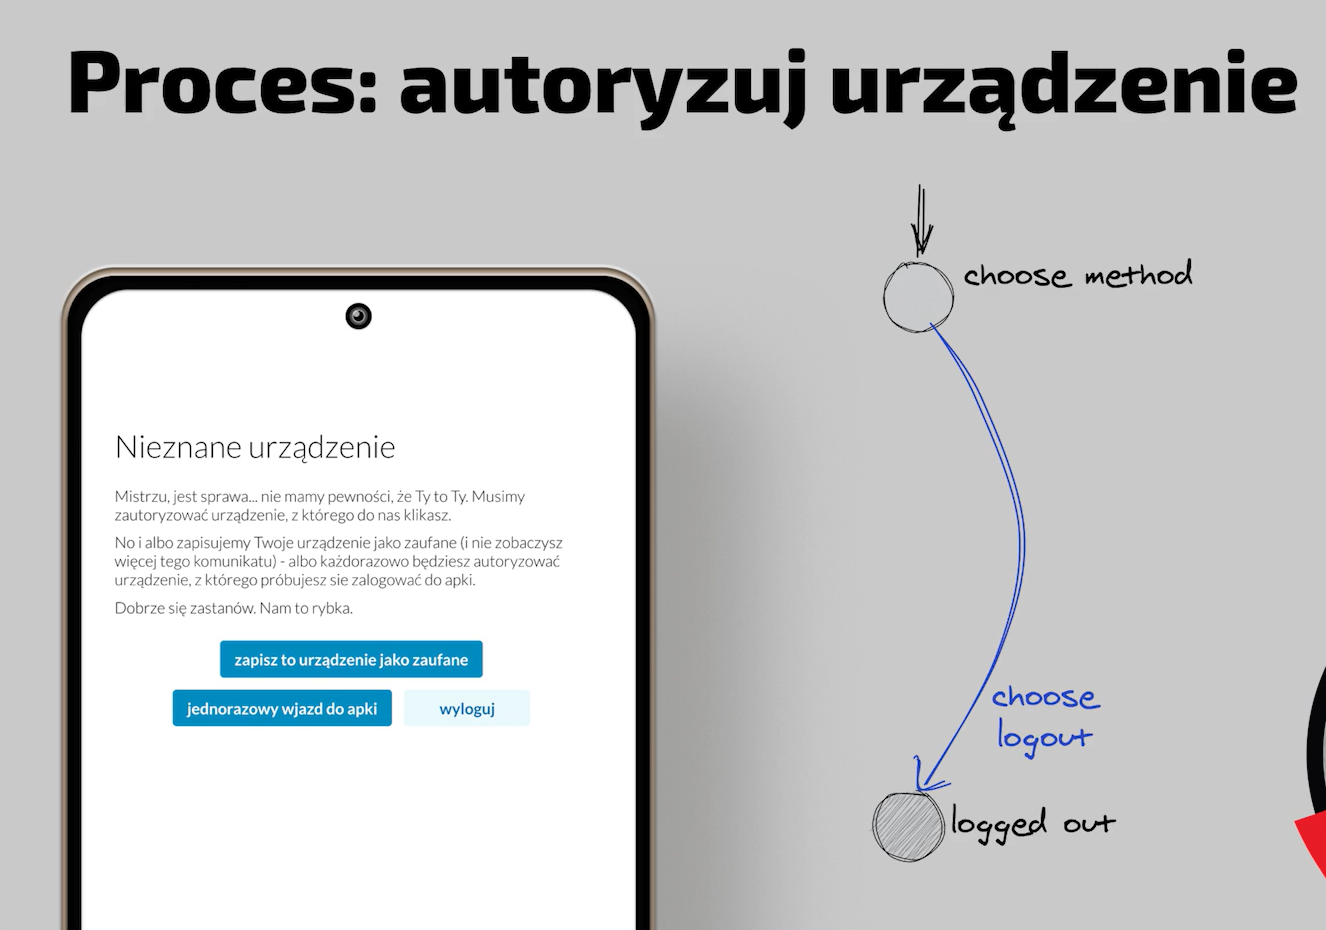 Proces: autoryzuj urządzenie
Nieznane urządzenie
Mistrzu, jest sprawa... nie mamy pewności, że Ty to Ty. Musimy
zautoryzować urządzenie, z którego do nas klikasz.
No i albo zapisujemy Twoje urządzenie jako zaufane (i nie zobaczysz
więcej tego komunikatu) - albo każdorazowo będziesz autoryzować
urządzenie, z którego próbujesz sie zalogować do apki.
Dobrze się zastanów. Nam to rybka.
zapisz to urządzenie jako zaufane
jednorazowy wjazd do apki
wyloguj
choose method
choose
logout
logged out